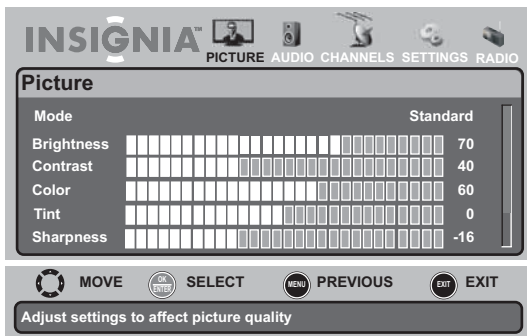 INSIGNIA™
PICTURE AUDIO CHANNELS SETTINGS RADIO
Picture
Mode Standard
Brightness 70
Contrast 40
Color 60
Tint 0
Sharpness -16
MOVE OK ENTER SELECT MENU PREVIOUS EXIT EXIT
Adjust settings to affect picture quality